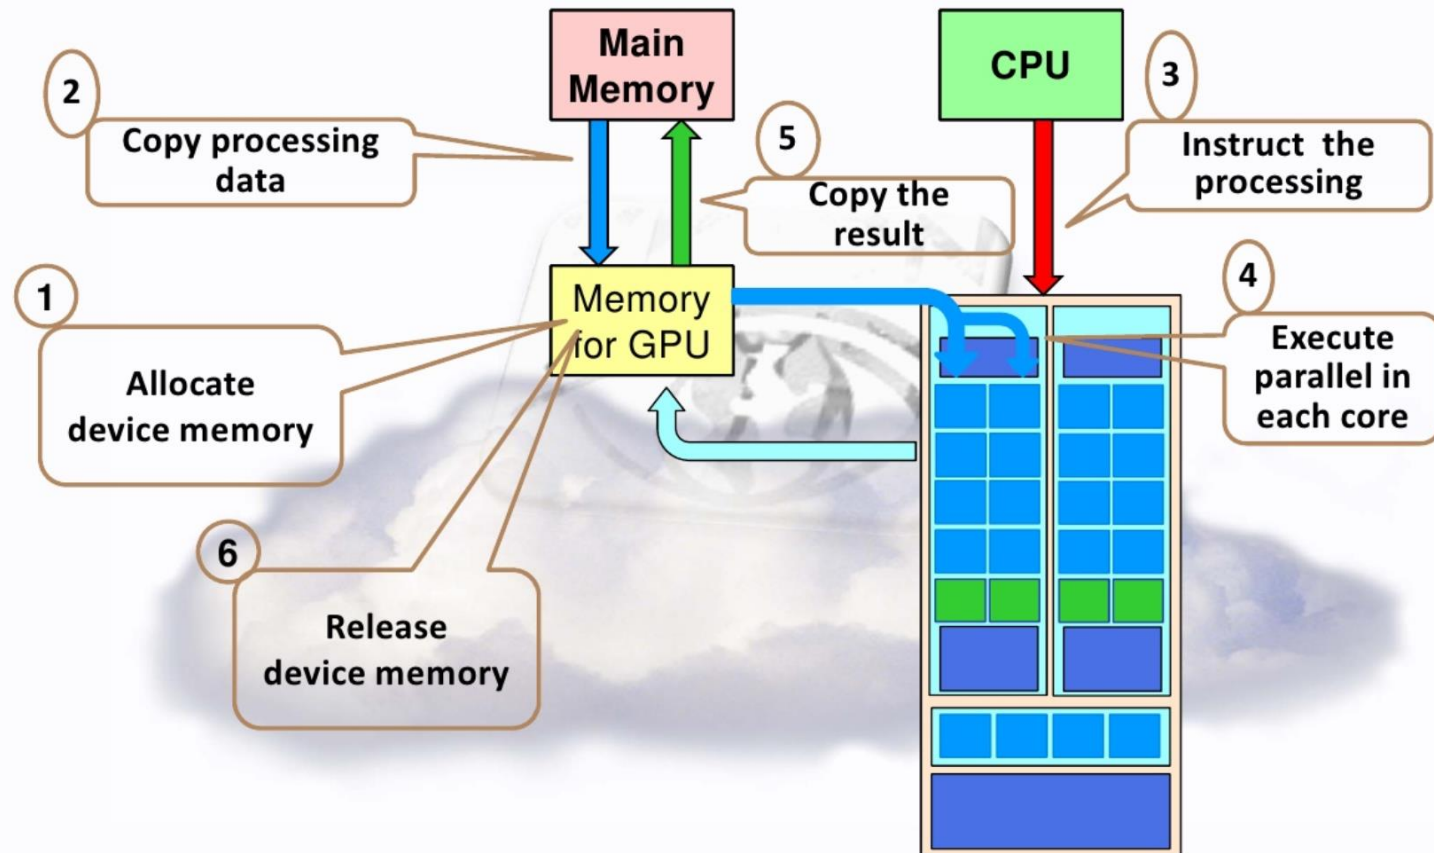 Main
Memory
CPU
2
Copy processing
data
3
Instruct the
processing
5
Copy the
result
1
Allocate
device memory
Memory
for GPU
4
Execute
parallel in
each core
6
Release
device memory